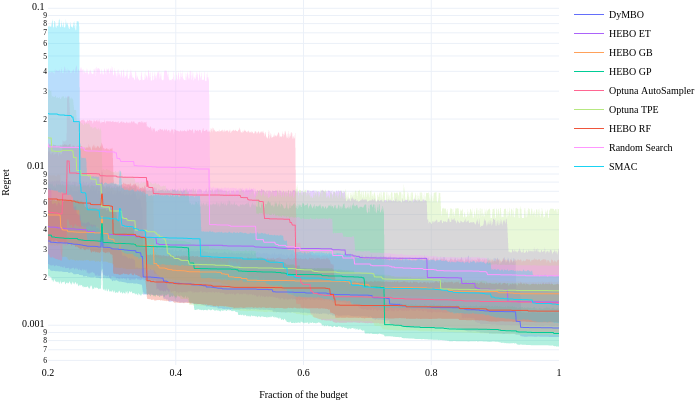 0.1
9
8
7
6
5
4
3
2
0.01
9
8
7
6
5
4
3
2
0.001
9
8
7
6
0.2
0.4
0.6
0.8
1
Regret
Fraction of the budget
DyMBO
HEBO ET
HEBO GB
HEBO GP
Optuna AutoSampler
Optuna TPE
HEBO RF
Random Search
SMAC